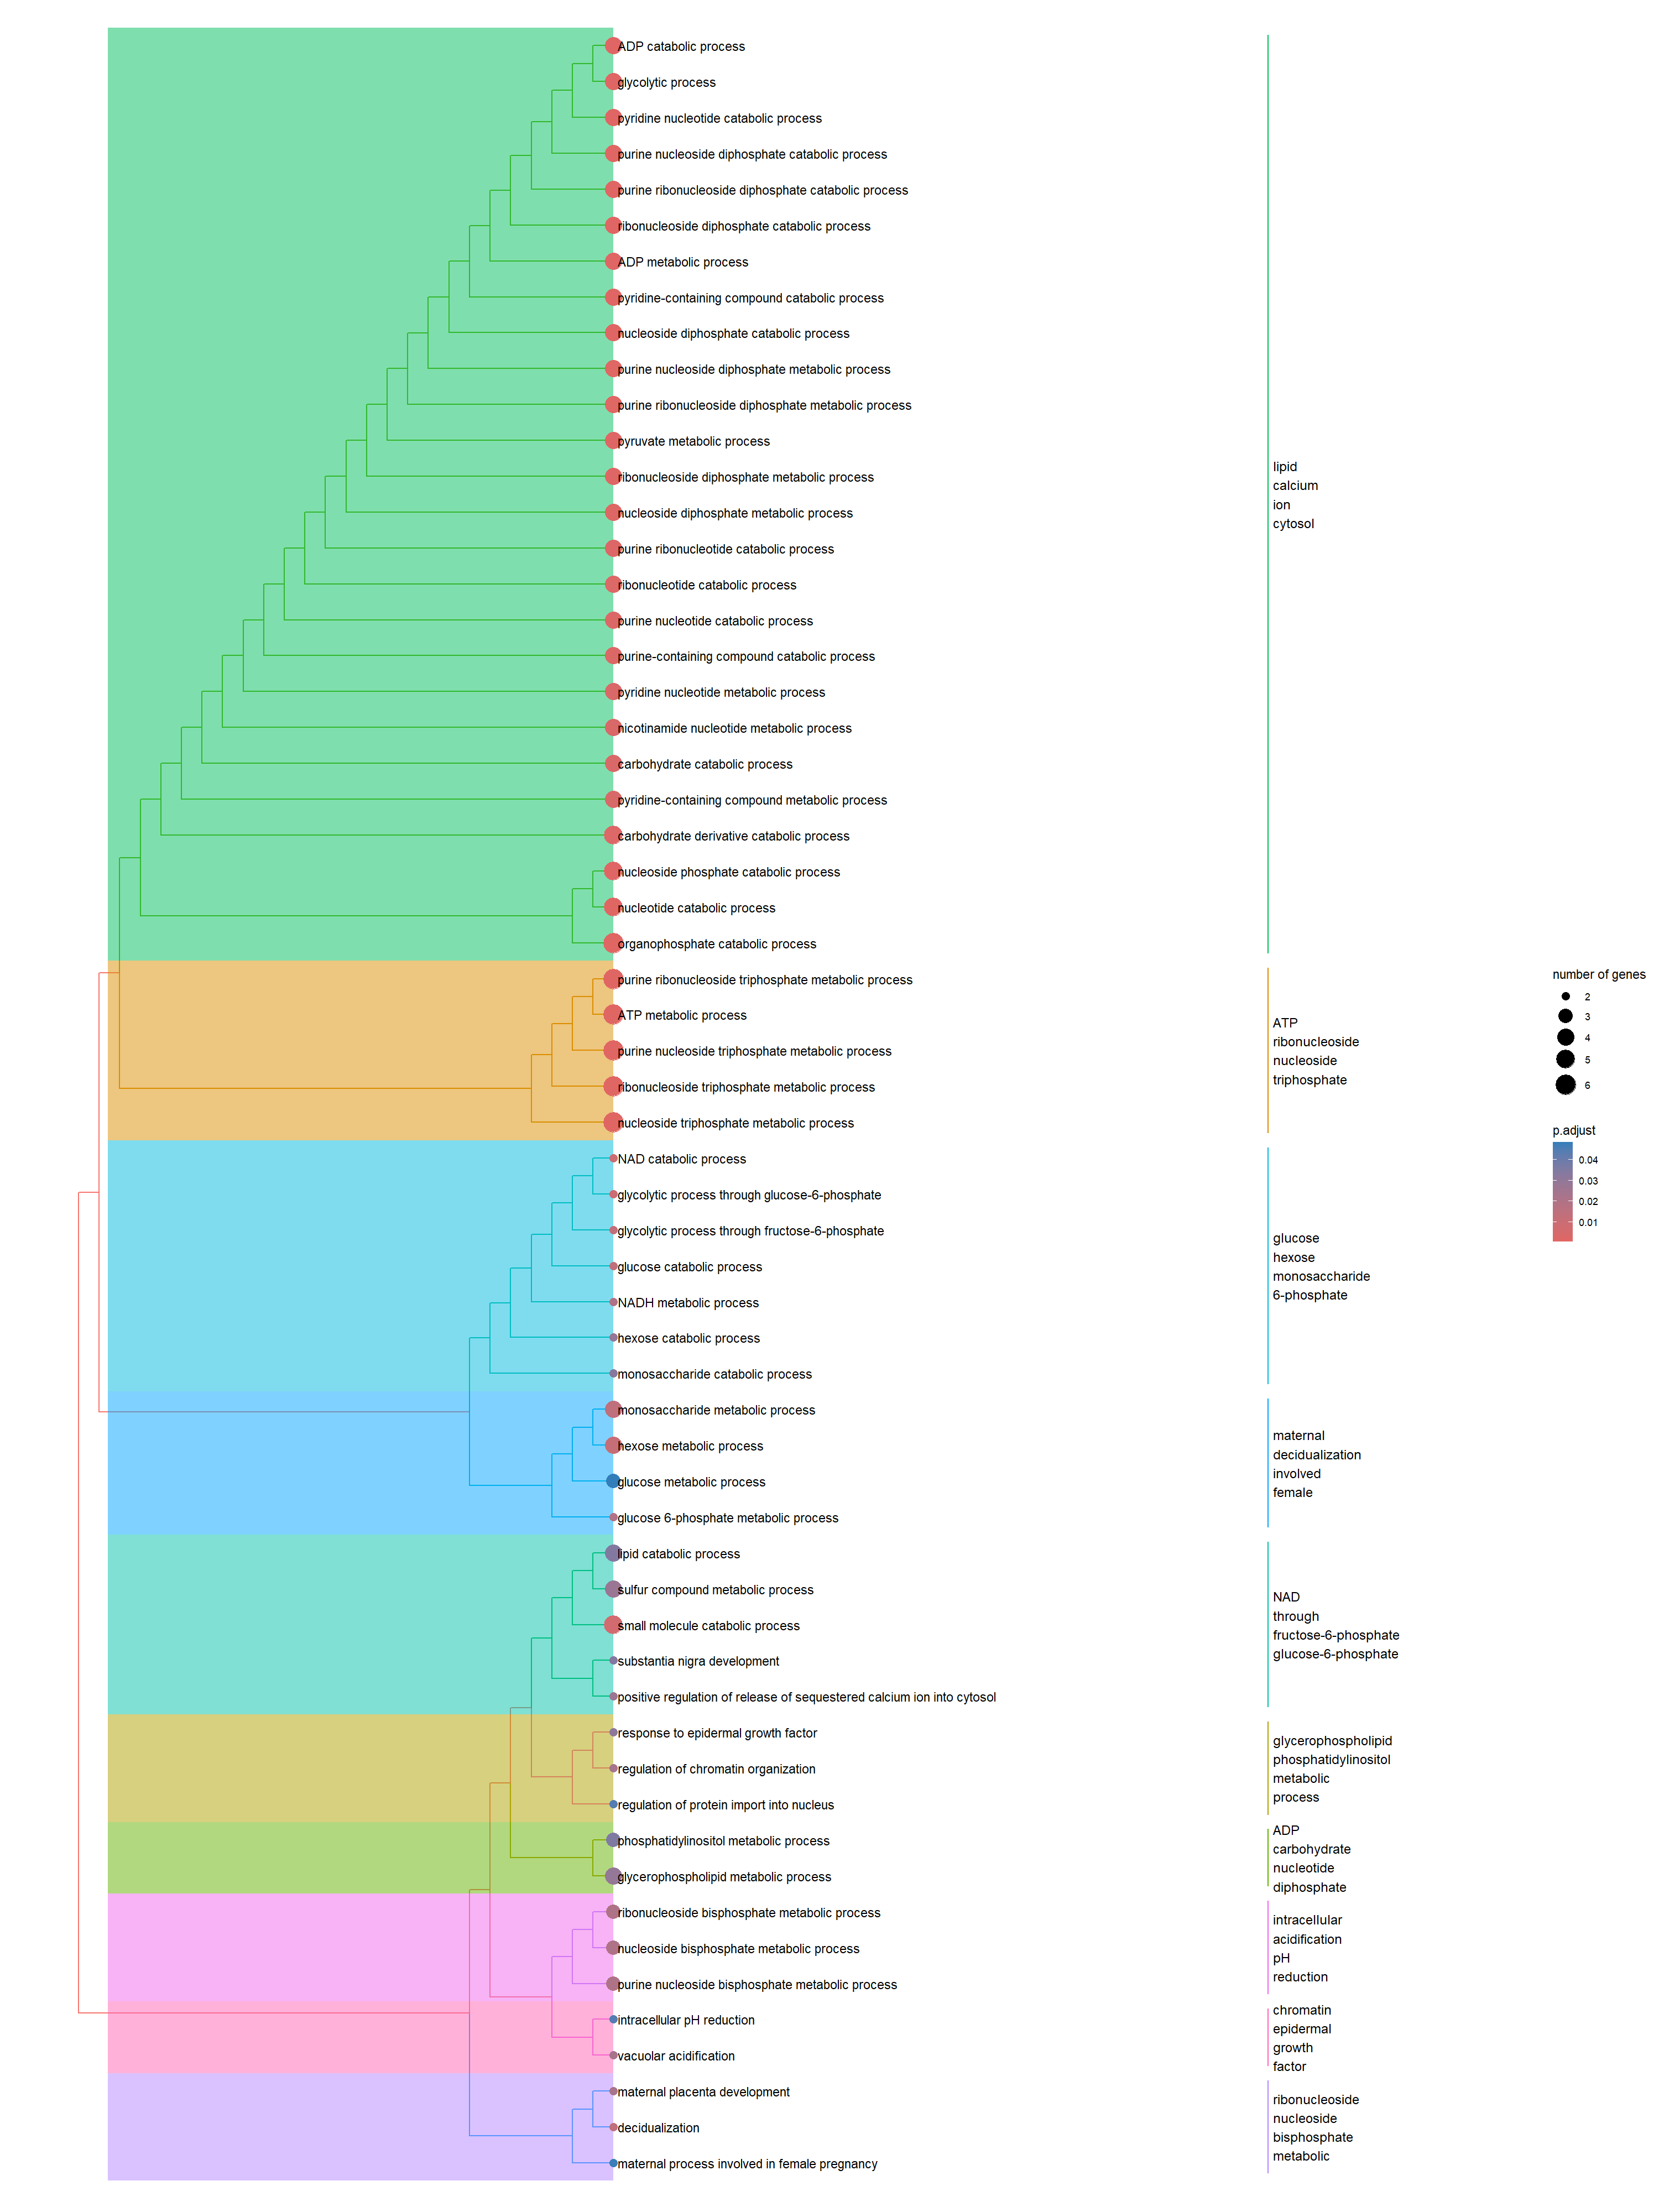 ADP catabolic process
glycolytic process
pyridine nucleotide catabolic process
purine nucleoside diphosphate catabolic process
purine ribonucleoside diphosphate catabolic process
ribonucleoside diphosphate catabolic process
ADP metabolic process
pyridine-containing compound catabolic process
nucleoside diphosphate catabolic process
purine nucleoside diphosphate metabolic process
purine ribonucleoside diphosphate metabolic process
pyruvate metabolic process
ribonucleoside diphosphate metabolic process
nucleoside diphosphate metabolic process
purine ribonucleotide catabolic process
ribonucleotide catabolic process
purine nucleotide catabolic process
purine-containing compound catabolic process
pyridine nucleotide metabolic process
nicotinamide nucleotide metabolic process
carbohydrate catabolic process
pyridine-containing compound metabolic process
carbohydrate derivative catabolic process
nucleoside phosphate catabolic process
nucleotide catabolic process
organophosphate catabolic process
purine ribonucleoside triphosphate metabolic process
ATP metabolic process
purine nucleoside triphosphate metabolic process
ribonucleoside triphosphate metabolic process
nucleoside triphosphate metabolic process
NAD catabolic process
glycolytic process through glucose-6-phosphate
glycolytic process through fructose-6-phosphate
glucose catabolic process
NADH metabolic process
hexose catabolic process
monosaccharide catabolic process
monosaccharide metabolic process
hexose metabolic process
glucose metabolic process
glucose 6-phosphate metabolic process
lipid catabolic process
sulfur compound metabolic process
small molecule catabolic process
substantia nigra development
positive regulation of release of sequestered calcium ion into cytosol
response to epidermal growth factor
regulation of chromatin organization
regulation of protein import into nucleus
phosphatidylinositol metabolic process
glycerophospholipid metabolic process
ribonucleoside bisphosphate metabolic process
nucleoside bisphosphate metabolic process
purine nucleoside bisphosphate metabolic process
intracellular pH reduction
vacuolar acidification
maternal placenta development
decidualization
maternal process involved in female pregnancy
lipid
calcium
ion
cytosol
ATP
ribonucleoside
nucleoside
triphosphate
glucose
hexose
monosaccharide
6-phosphate
maternal
decidualization
involved
female
NAD
through
fructose-6-phosphate
glucose-6-phosphate
glycerophospholipid
phosphatidylinositol
metabolic
process
ADP
carbohydrate
nucleotide
diphosphate
intracellular
acidification
pH
reduction
chromatin
epidermal
growth
factor
ribonucleoside
nucleoside
bisphosphate
metabolic
number of genes
2
3
4
5
6
p.adjust
0.04
0.03
0.02
0.01